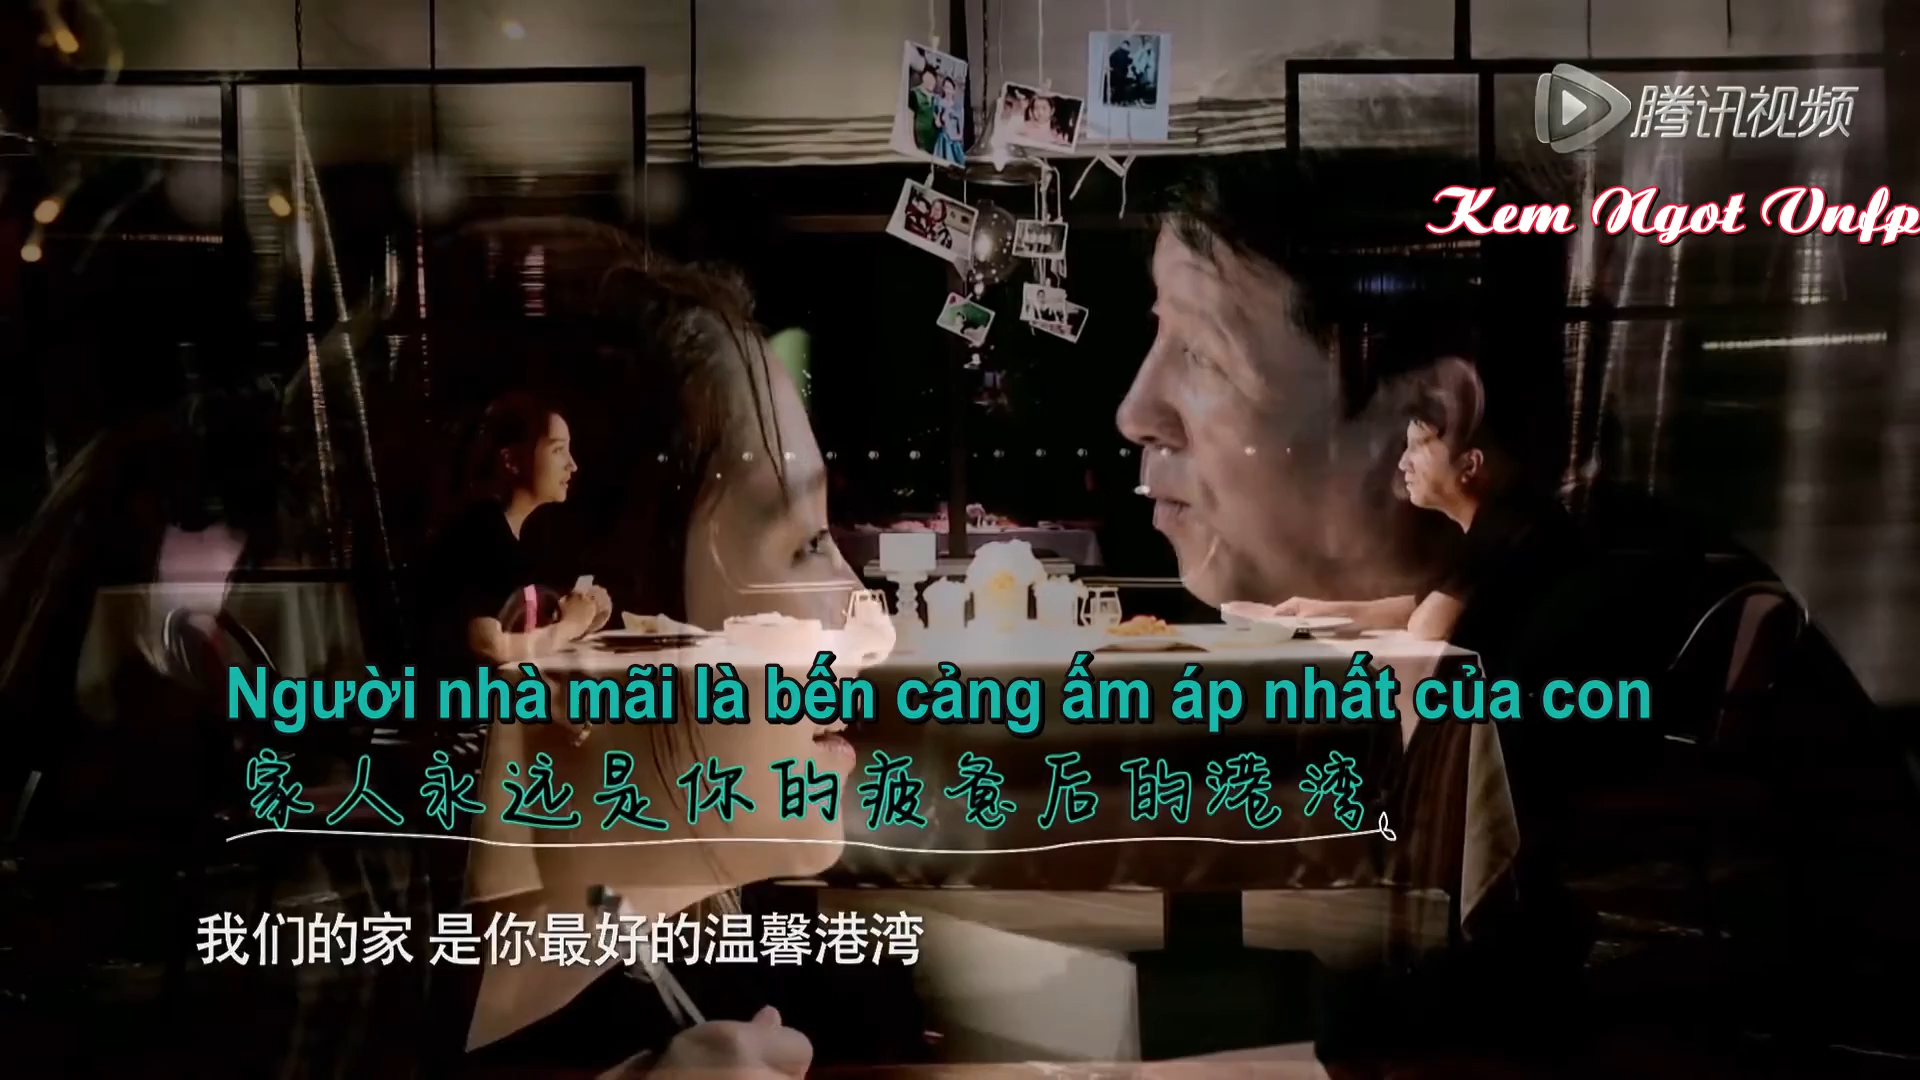 腾讯视频
Kem Ngot Vnfp
Người nhà mãi là bến cảng ấm áp nhất của con
家人永远是你的疲惫后的港湾
我们的家 是你最好的温馨港湾